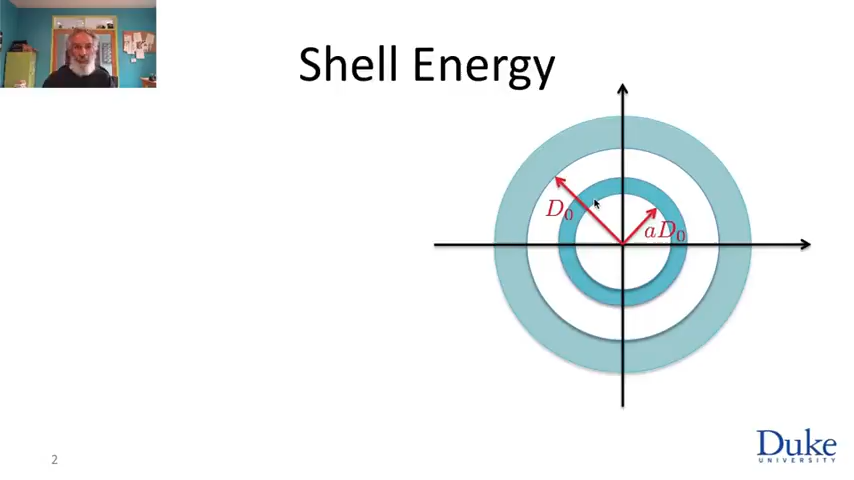 Shell Energy
D₀
aD₀
2
Duke
UNIVERSITY